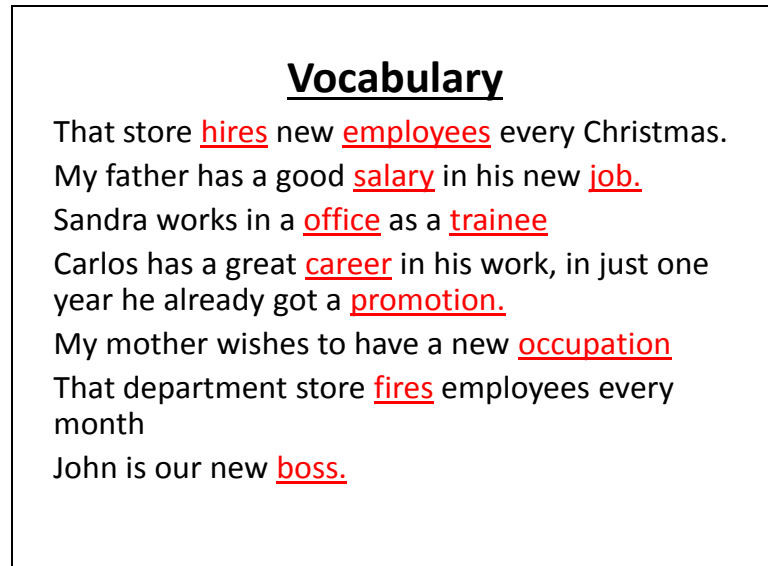 Vocabulary
That store hires new employees every Christmas.
My father has a good salary in his new job.
Sandra works in a office as a trainee
Carlos has a great career in his work, in just one
year he already got a promotion.
My mother wishes to have a new occupation
That department store fires employees every
month
John is our new boss.